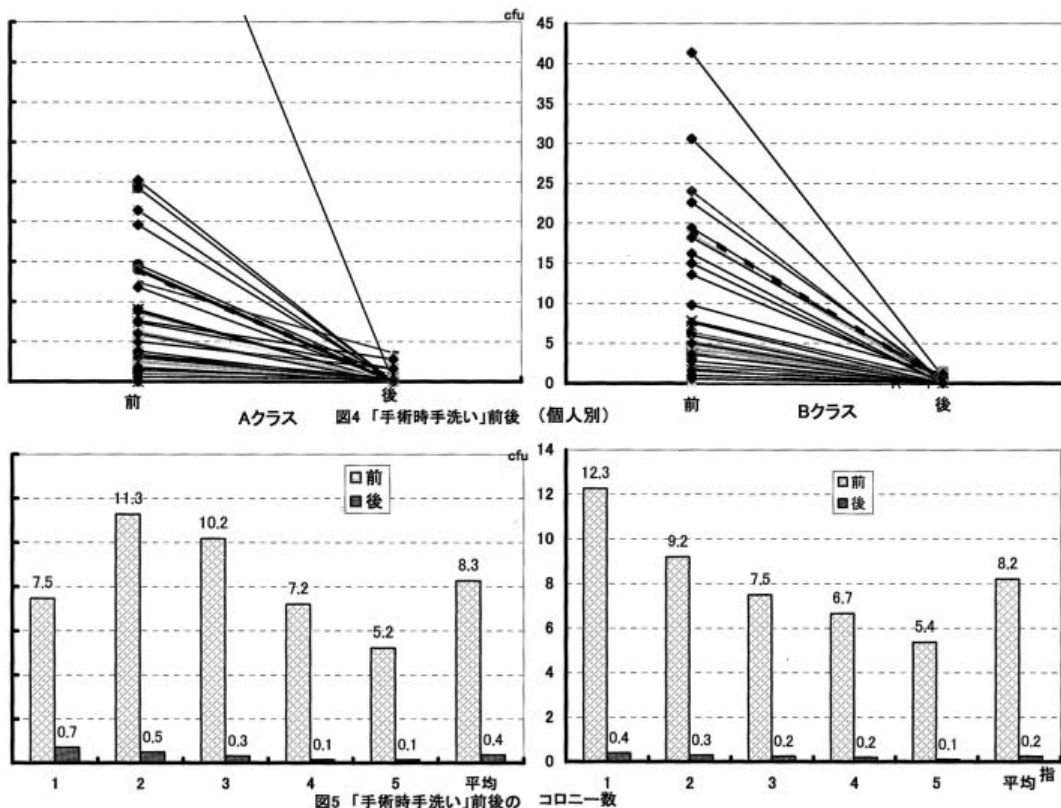 cfu
45
40
35
30
25
20
15
10
5
0
前
後
前
後
Aクラス
図4 「手術時手洗い」前後 (個人別)
Bクラス
cfu
前
後
7.5
11.3
10.2
7.2
5.2
8.3
0.7
0.5
0.3
0.1
0.1
0.4
1 2 3 4 5 平均
14
12
10
8
6
4
2
0
前
後
12.3
9.2
7.5
6.7
5.4
8.2
0.4
0.3
0.2
0.2
0.1
0.2
1 2 3 4 5 平均 指
図5 「手術時手洗い」前後の コロニー数